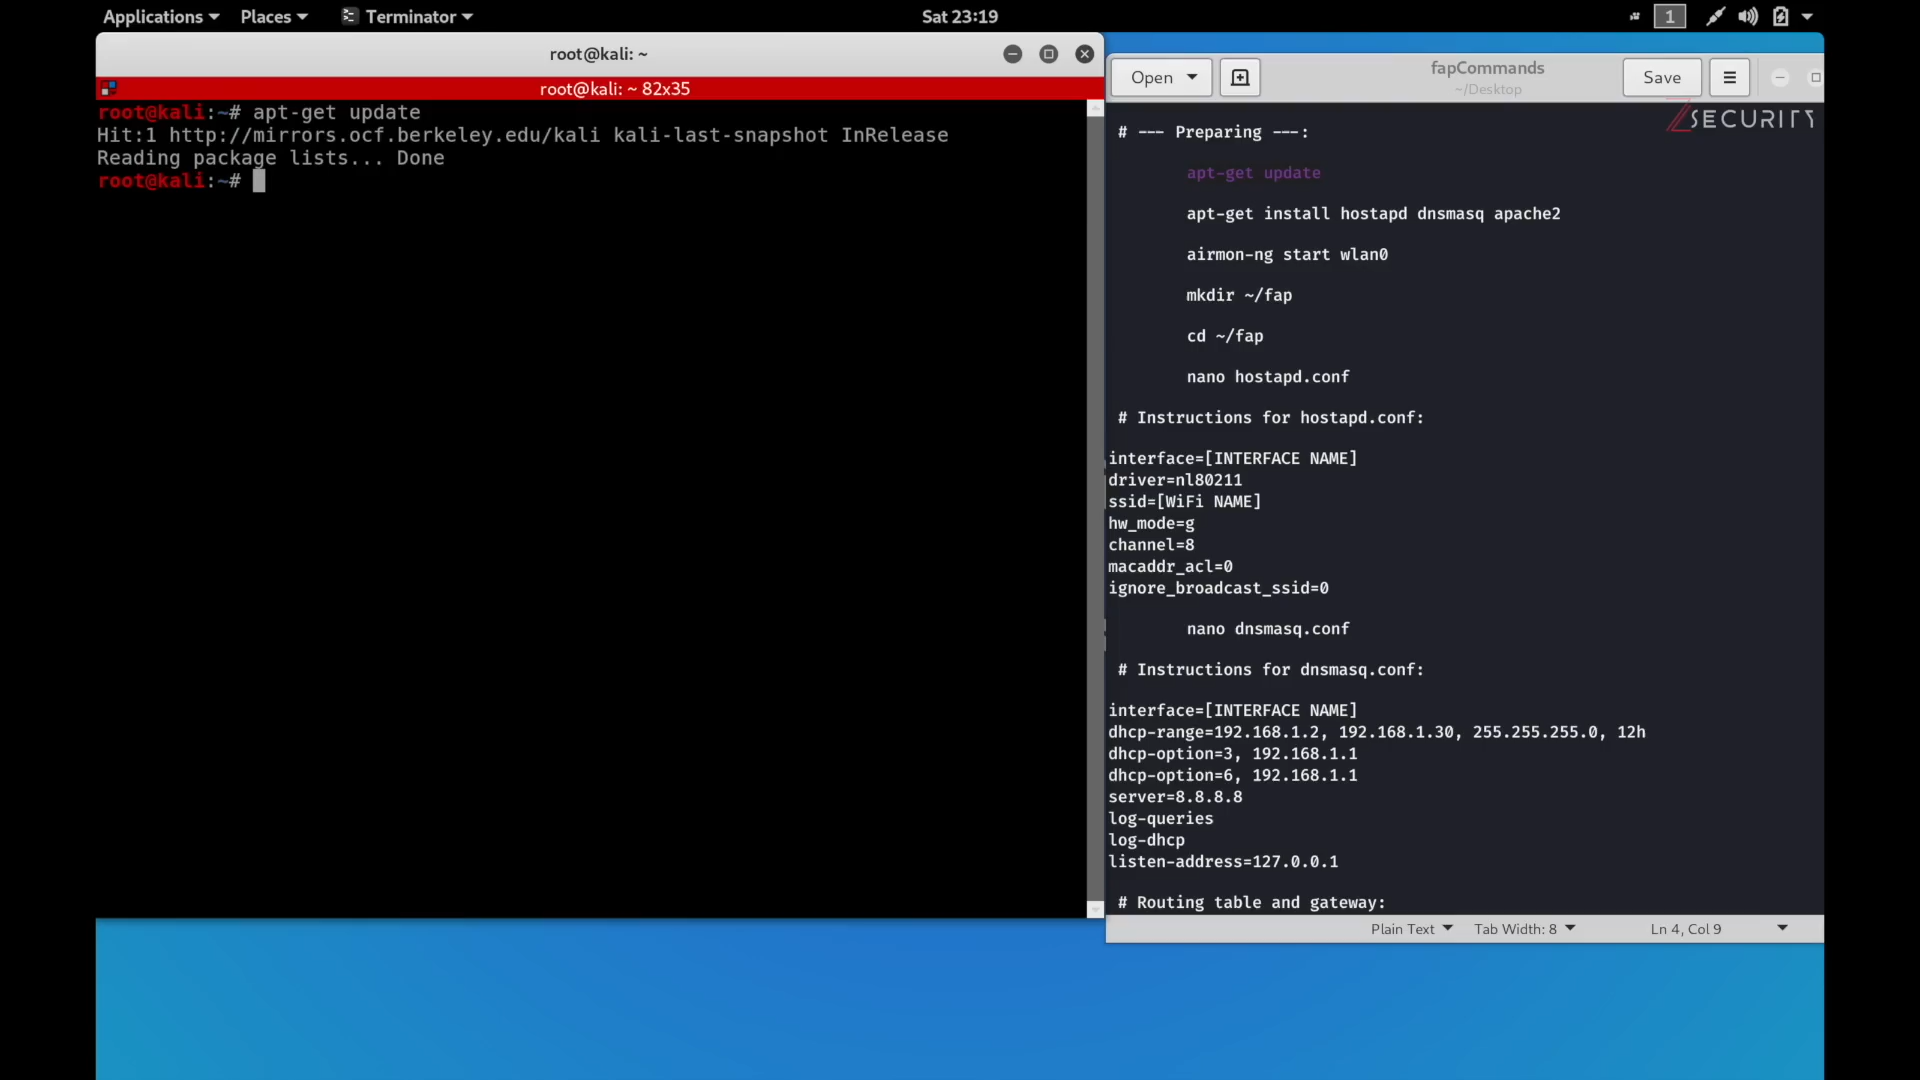 Applications Places Terminator Sat 23:19 1
root@kali: ~
root@kali: ~ 82x35
root@kali:~# apt-get update
Hit:1 http://mirrors.ocf.berkeley.edu/kali kali-last-snapshot InRelease
Reading package lists... Done
root@kali:~#
Open fapCommands Save
~/Desktop
ZSECURITY
# --- Preparing ---:
apt-get update
apt-get install hostapd dnsmasq apache2
airmon-ng start wlan0
mkdir ~/fap
cd ~/fap
nano hostapd.conf
# Instructions for hostapd.conf:
interface=[INTERFACE NAME]
driver=nl80211
ssid=[WiFi NAME]
hw_mode=g
channel=8
macaddr_acl=0
ignore_broadcast_ssid=0
nano dnsmasq.conf
# Instructions for dnsmasq.conf:
interface=[INTERFACE NAME]
dhcp-range=192.168.1.2, 192.168.1.30, 255.255.255.0, 12h
dhcp-option=3, 192.168.1.1
dhcp-option=6, 192.168.1.1
server=8.8.8.8
log-queries
log-dhcp
listen-address=127.0.0.1
# Routing table and gateway:
Plain Text Tab Width: 8 Ln 4, Col 9